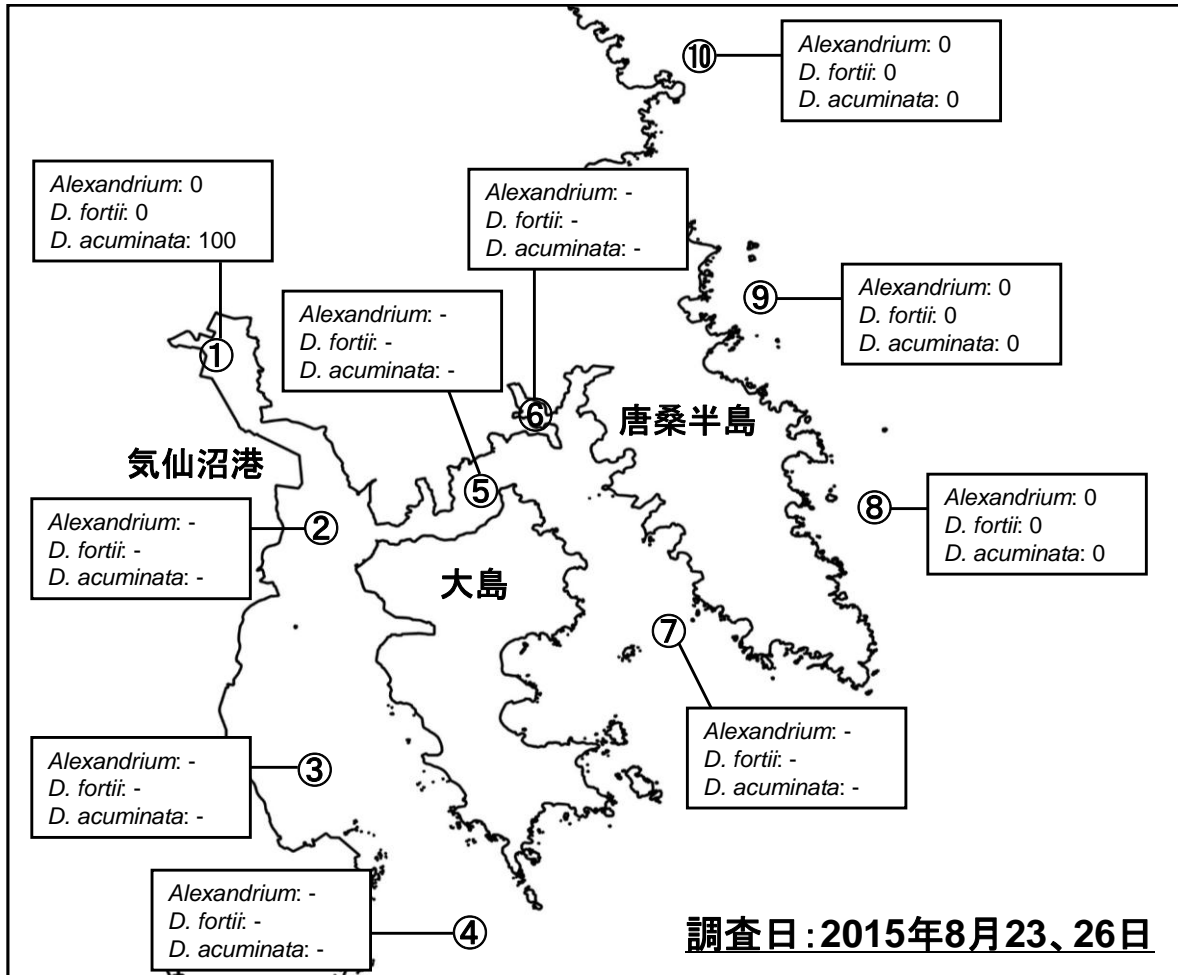 ⑩
Alexandrium: 0
D. fortii: 0
D. acuminata: 0
①
Alexandrium: 0
D. fortii: 0
D. acuminata: 100
⑥
Alexandrium: -
D. fortii: -
D. acuminata: -
⑨
Alexandrium: 0
D. fortii: 0
D. acuminata: 0
⑤
Alexandrium: -
D. fortii: -
D. acuminata: -
唐桑半島
気仙沼港
②
Alexandrium: -
D. fortii: -
D. acuminata: -
⑧
Alexandrium: 0
D. fortii: 0
D. acuminata: 0
大島
⑦
Alexandrium: -
D. fortii: -
D. acuminata: -
③
Alexandrium: -
D. fortii: -
D. acuminata: -
④
Alexandrium: -
D. fortii: -
D. acuminata: -
調査日:2015年8月23、26日